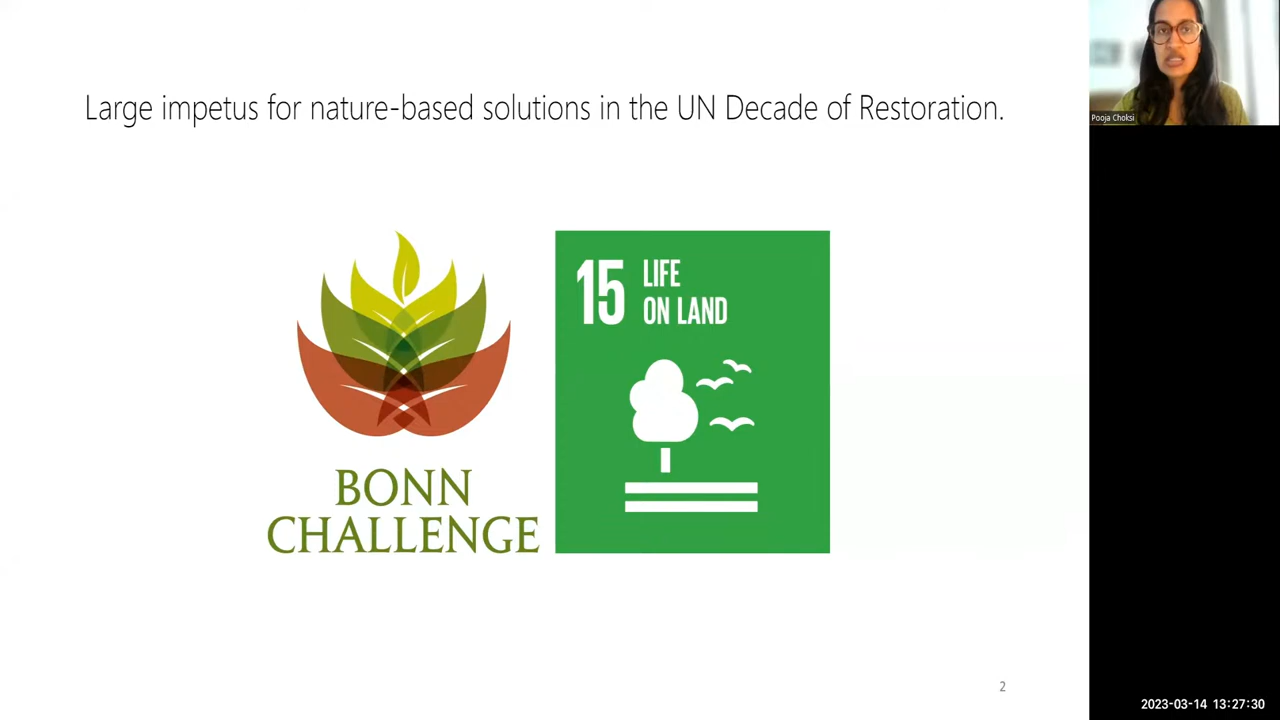 Large impetus for nature-based solutions in the UN Decade of Restoration.
Pooja Choksi
15 LIFE
ON LAND
BONN
CHALLENGE
2
2023-03-14 13:27:30